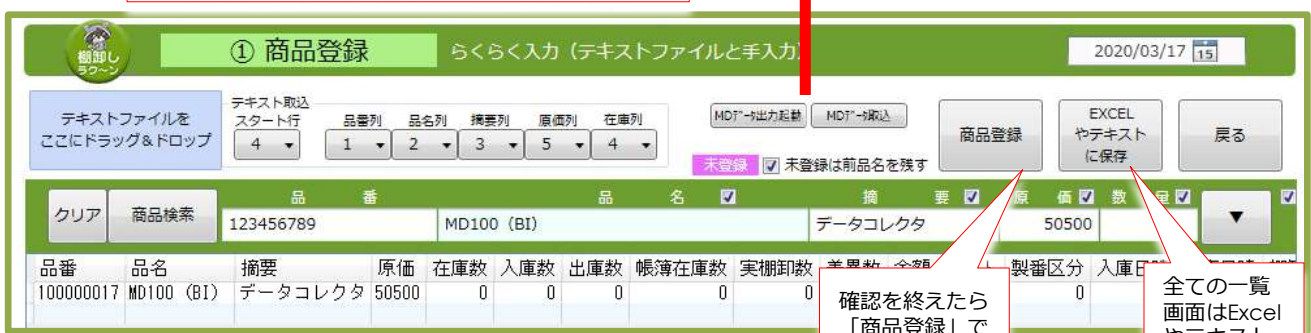 棚卸し
ラク～ン
① 商品登録
らくらく入力（テキストファイルと手入力）
2020/03/17 15
テキストファイルを
ここにドラッグ&ドロップ
テキスト取込
スタート行 品番列 品名列 摘要列 原価列 在庫列
4 1 2 3 5 4
MDﾃﾞｰﾀ出力起動 MDﾃﾞｰﾀ取込
未登録 未登録は前品名を残す
商品登録
EXCEL
やテキスト
に保存
戻る
クリア 商品検索
品 番 品 名 摘 要 原 価 数 量
123456789 MD100 (BI) データコレクタ 50500 ▼
品番 品名 摘要 原価 在庫数 入庫数 出庫数 帳簿在庫数 実棚卸数 差異数 金額 製番区分
100000017 MD100 (BI) データコレクタ 50500 0 0 0 0 0 0
確認を終えたら
「商品登録」で
全ての一覧
画面はExcel
やテキスト